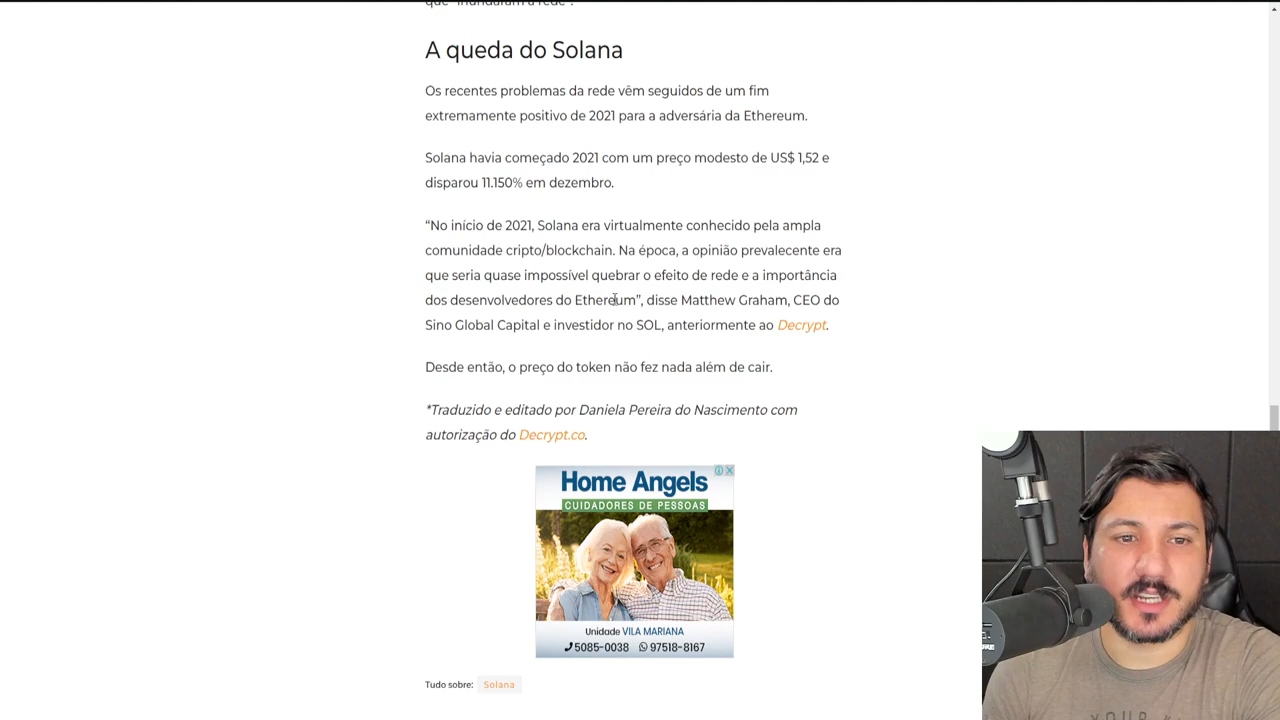 que "inundaram a rede".
A queda do Solana
Os recentes problemas da rede vêm seguidos de um fim
extremamente positivo de 2021 para a adversária da Ethereum.
Solana havia começado 2021 com um preço modesto de US$ 1,52 e
disparou 11.150% em dezembro.
“No início de 2021, Solana era virtualmente conhecido pela ampla
comunidade cripto/blockchain. Na época, a opinião prevalecente era
que seria quase impossível quebrar o efeito de rede e a importância
dos desenvolvedores do Ethereum”, disse Matthew Graham, CEO do
Sino Global Capital e investidor no SOL, anteriormente ao Decrypt.
Desde então, o preço do token não fez nada além de cair.
*Traduzido e editado por Daniela Pereira do Nascimento com
autorização do Decrypt.co.
Home Angels
CUIDADORES DE PESSOAS
Unidade VILA MARIANA
5085-0038 97518-8167
Tudo sobre: Solana
YOUR